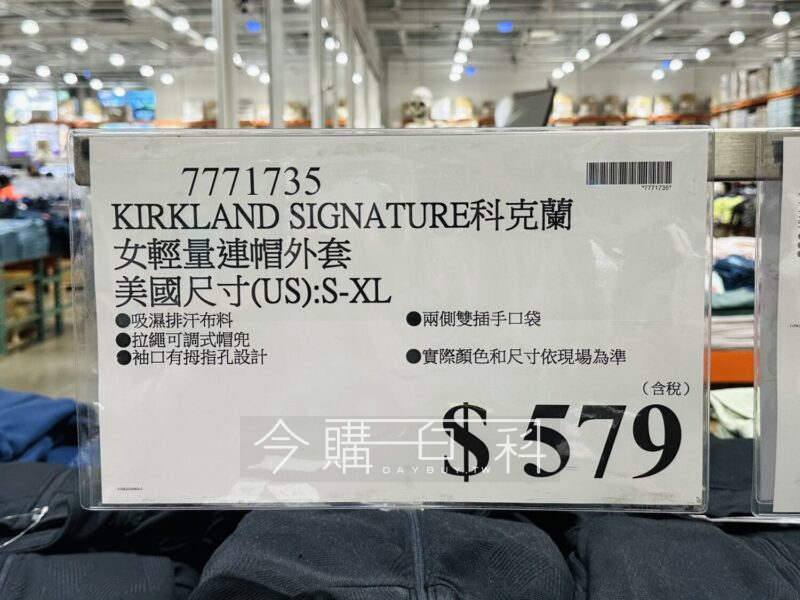 7771735
*7771735*
KIRKLAND SIGNATURE科克蘭
女輕量連帽外套
美國尺寸(US):S-XL
●吸濕排汗布料
●兩側雙插手口袋
●拉繩可調式帽兜
●袖口有拇指孔設計
●實際顏色和尺寸依現場為準
(含稅)
$ 579
今購百科
DAYBUY.TW